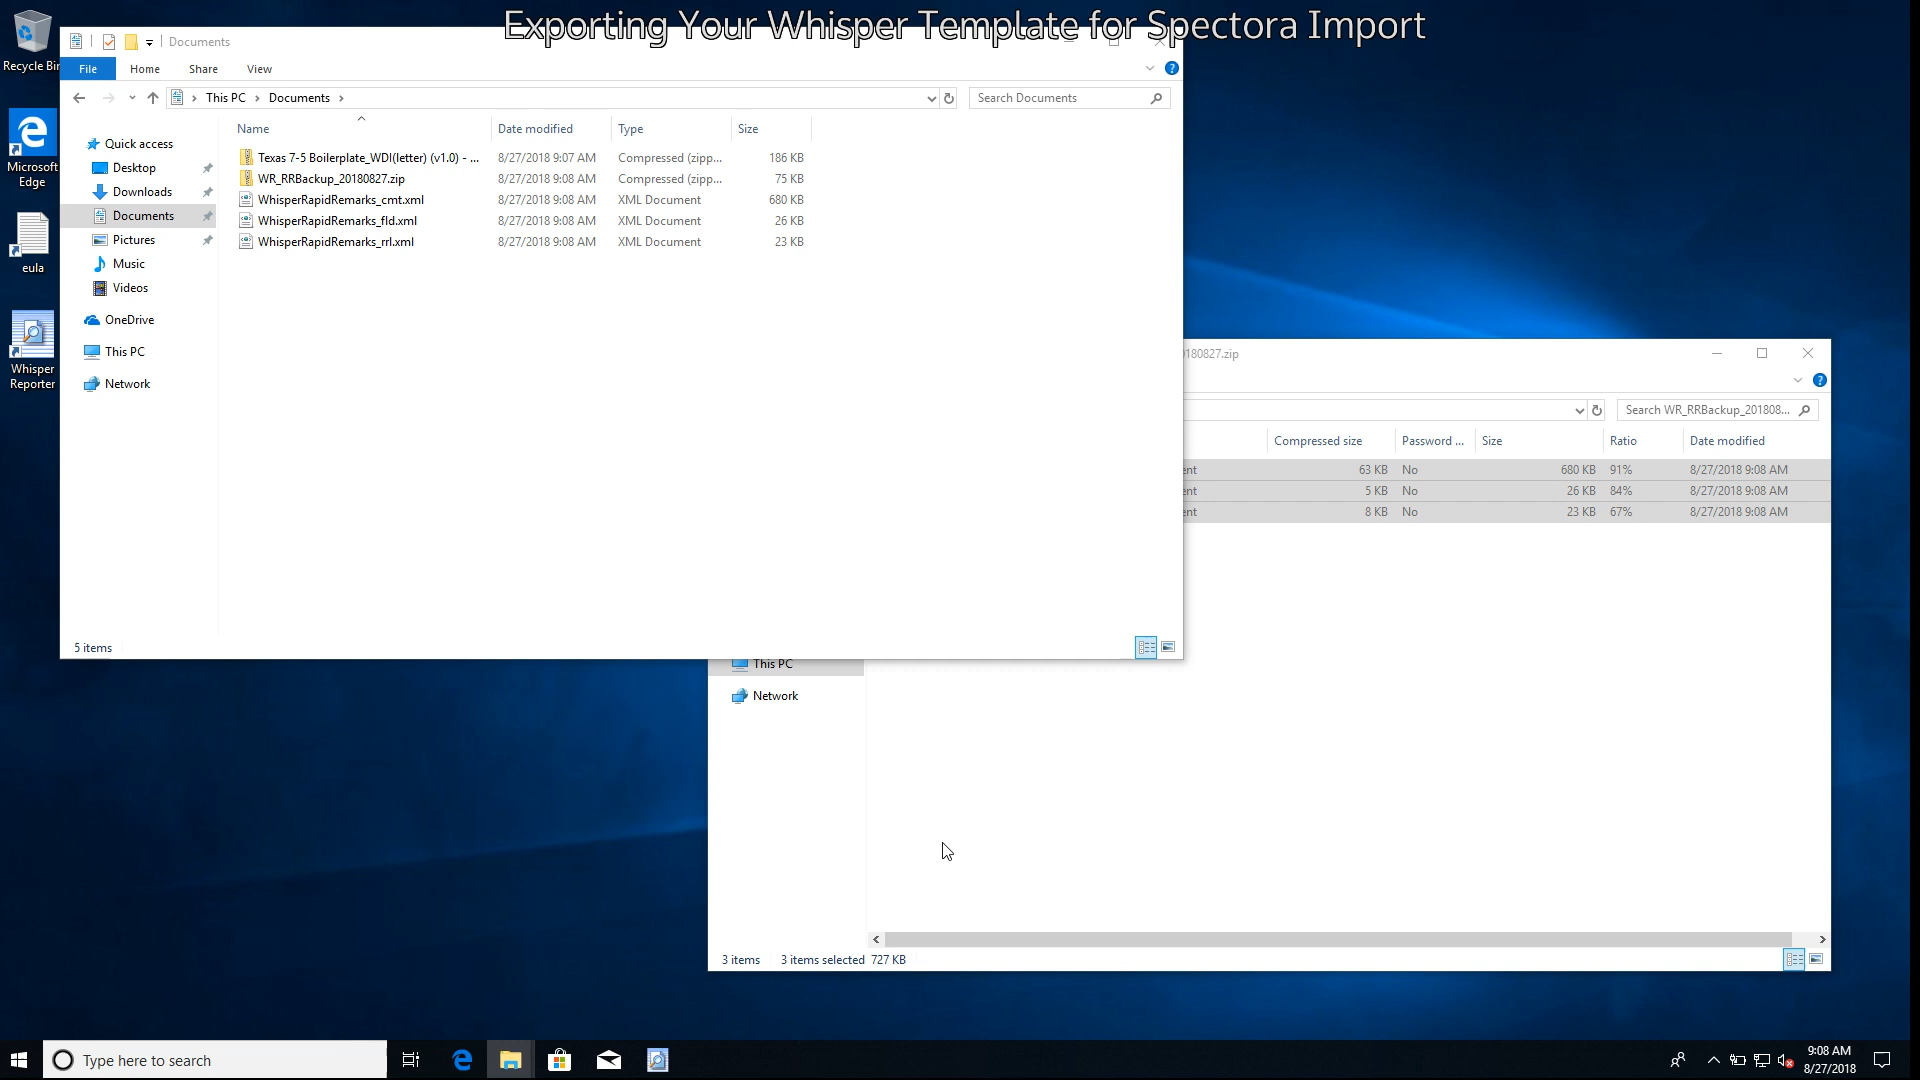 Exporting Your Whisper Template for Spectora Import
Recycle Bin
Microsoft
Edge
eula
Whisper
Reporter
Documents
File Home Share View
This PC Documents
Search Documents
Name Date modified Type Size
Texas 7-5 Boilerplate_WDI(letter) (v1.0) - ... 8/27/2018 9:07 AM Compressed (zipp... 186 KB
WR_RRBackup_20180827.zip 8/27/2018 9:08 AM Compressed (zipp... 75 KB
WhisperRapidRemarks_cmt.xml 8/27/2018 9:08 AM XML Document 680 KB
WhisperRapidRemarks_fld.xml 8/27/2018 9:08 AM XML Document 26 KB
WhisperRapidRemarks_rrl.xml 8/27/2018 9:08 AM XML Document 23 KB
Quick access
Desktop
Downloads
Documents
Pictures
Music
Videos
OneDrive
This PC
Network
5 items
0180827.zip
Search WR_RRBackup_201808...
Compressed size Password ... Size Ratio Date modified
ent 63 KB No 680 KB 91% 8/27/2018 9:08 AM
ent 5 KB No 26 KB 84% 8/27/2018 9:08 AM
ent 8 KB No 23 KB 67% 8/27/2018 9:08 AM
This PC
Network
3 items 3 items selected 727 KB
Type here to search
9:08 AM
8/27/2018